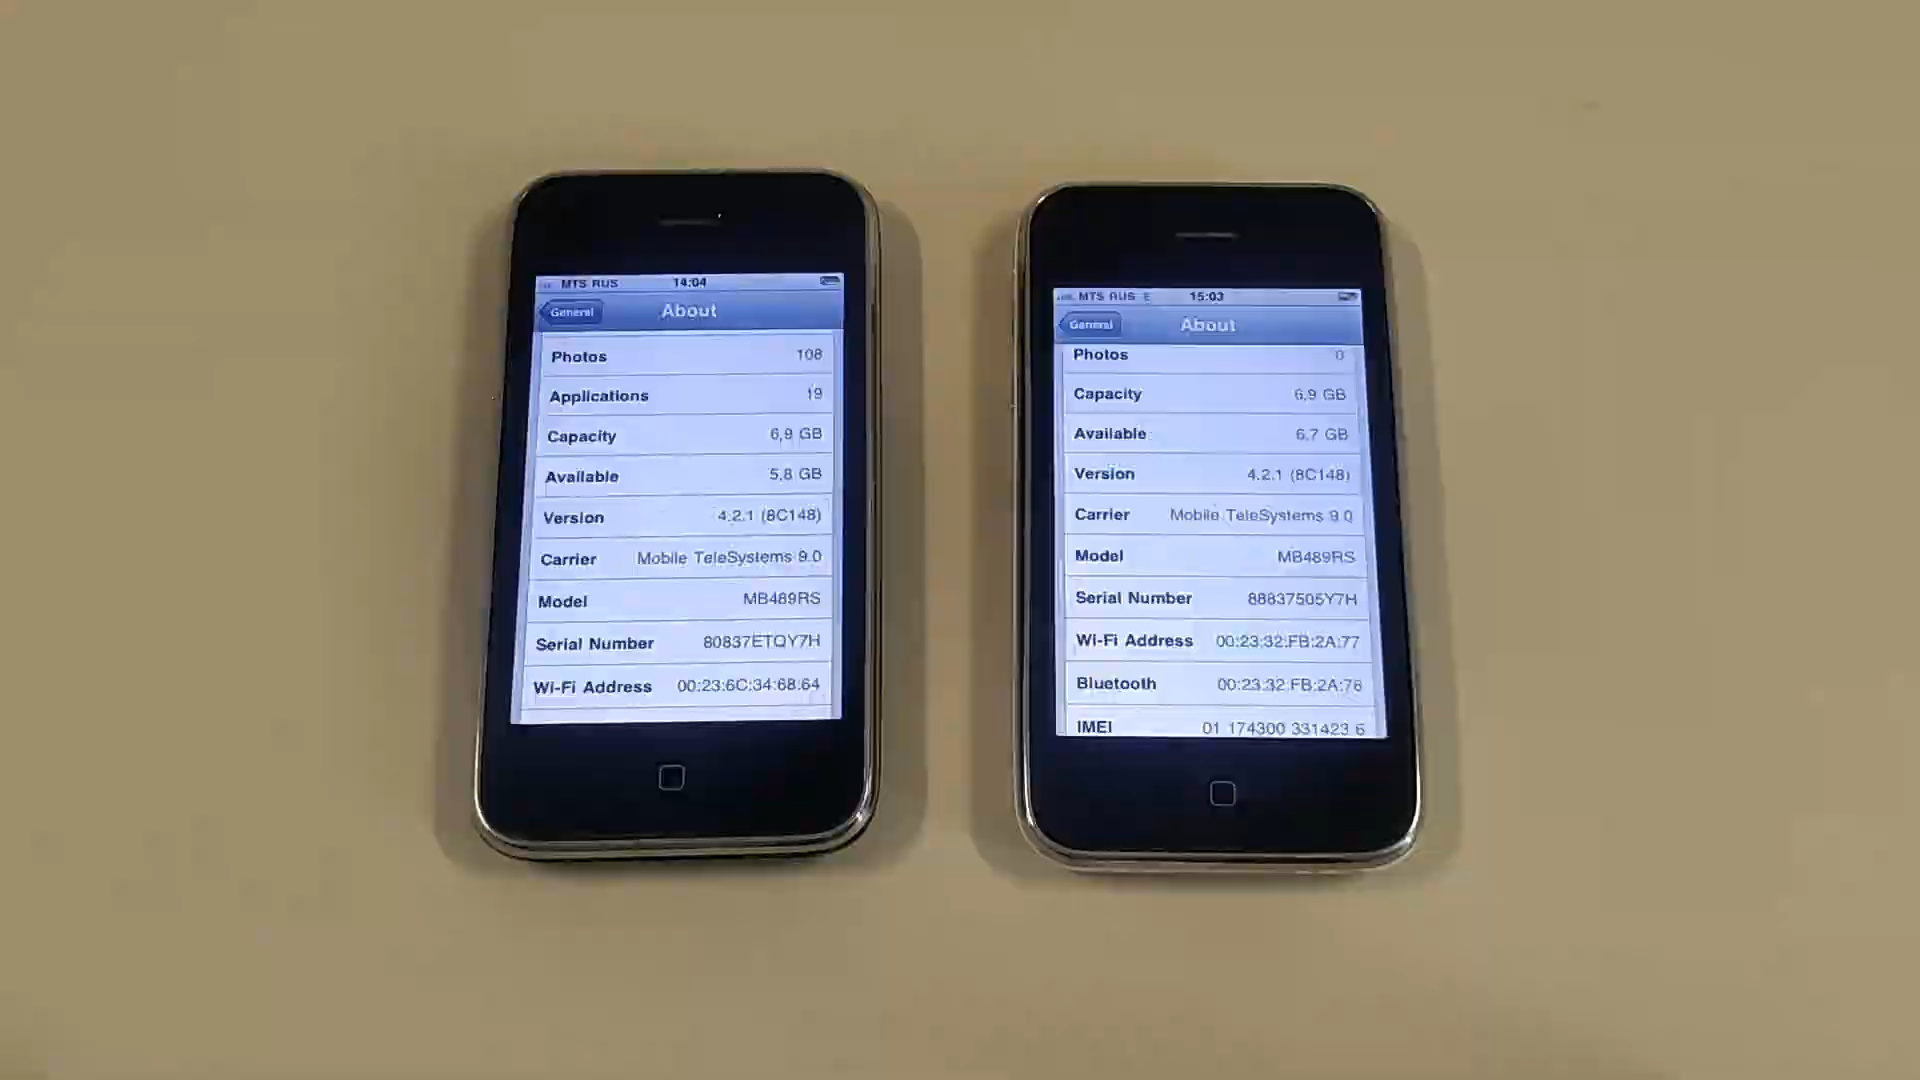 MTS RUS 14:04
General About
Photos 108
Applications 19
Capacity 6,9 GB
Available 5,8 GB
Version 4.2.1 (8C148)
Carrier Mobile TeleSystems 9.0
Model MB489RS
Serial Number 80837ETQY7H
Wi-Fi Address 00:23:6C:34:68:64
MTS RUS E 15:03
General About
Photos 0
Capacity 6,9 GB
Available 6,7 GB
Version 4.2.1 (8C148)
Carrier Mobile TeleSystems 9.0
Model MB489RS
Serial Number 88837505Y7H
Wi-Fi Address 00:23:32:FB:2A:77
Bluetooth 00:23:32:FB:2A:76
IMEI 01 174300 331423 6